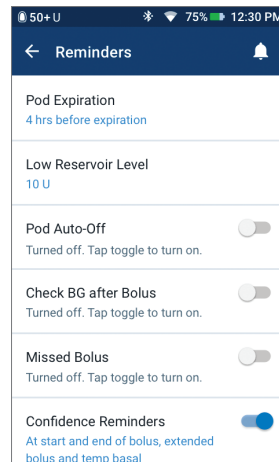 50+ U 75% 12:30 PM
Reminders
Pod Expiration
4 hrs before expiration
Low Reservoir Level
10 U
Pod Auto-Off
Turned off. Tap toggle to turn on.
Check BG after Bolus
Turned off. Tap toggle to turn on.
Missed Bolus
Turned off. Tap toggle to turn on.
Confidence Reminders
At start and end of bolus, extended
bolus and temp basal